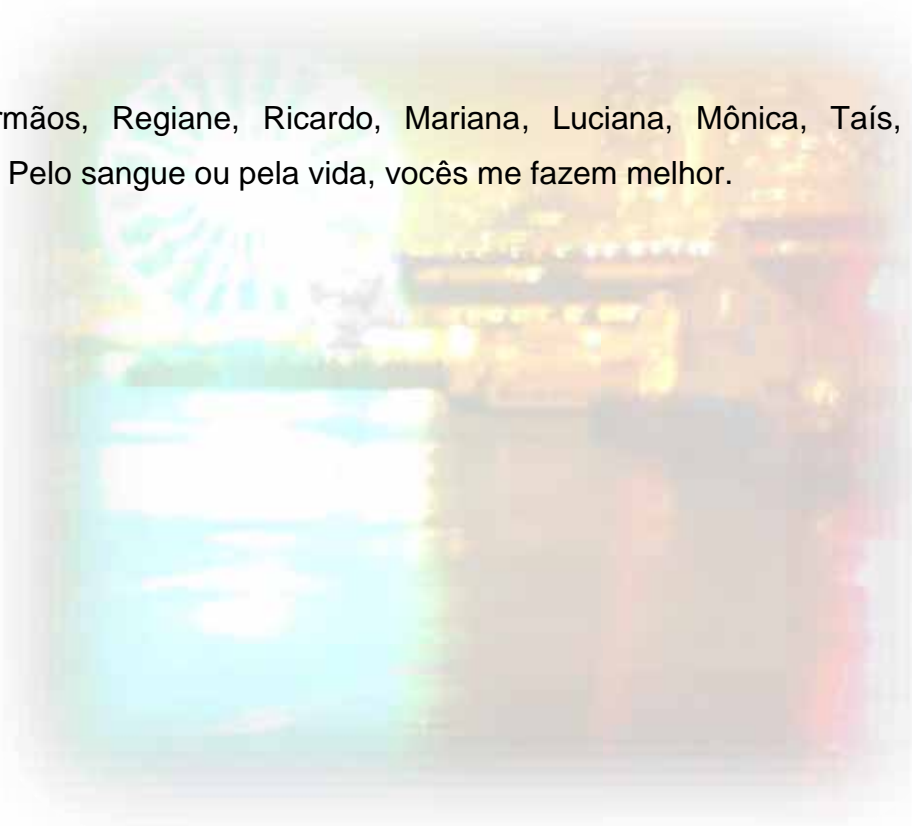 rmãos, Regiane, Ricardo, Mariana, Luciana, Mônica, Taís,
Pelo sangue ou pela vida, vocês me fazem melhor.